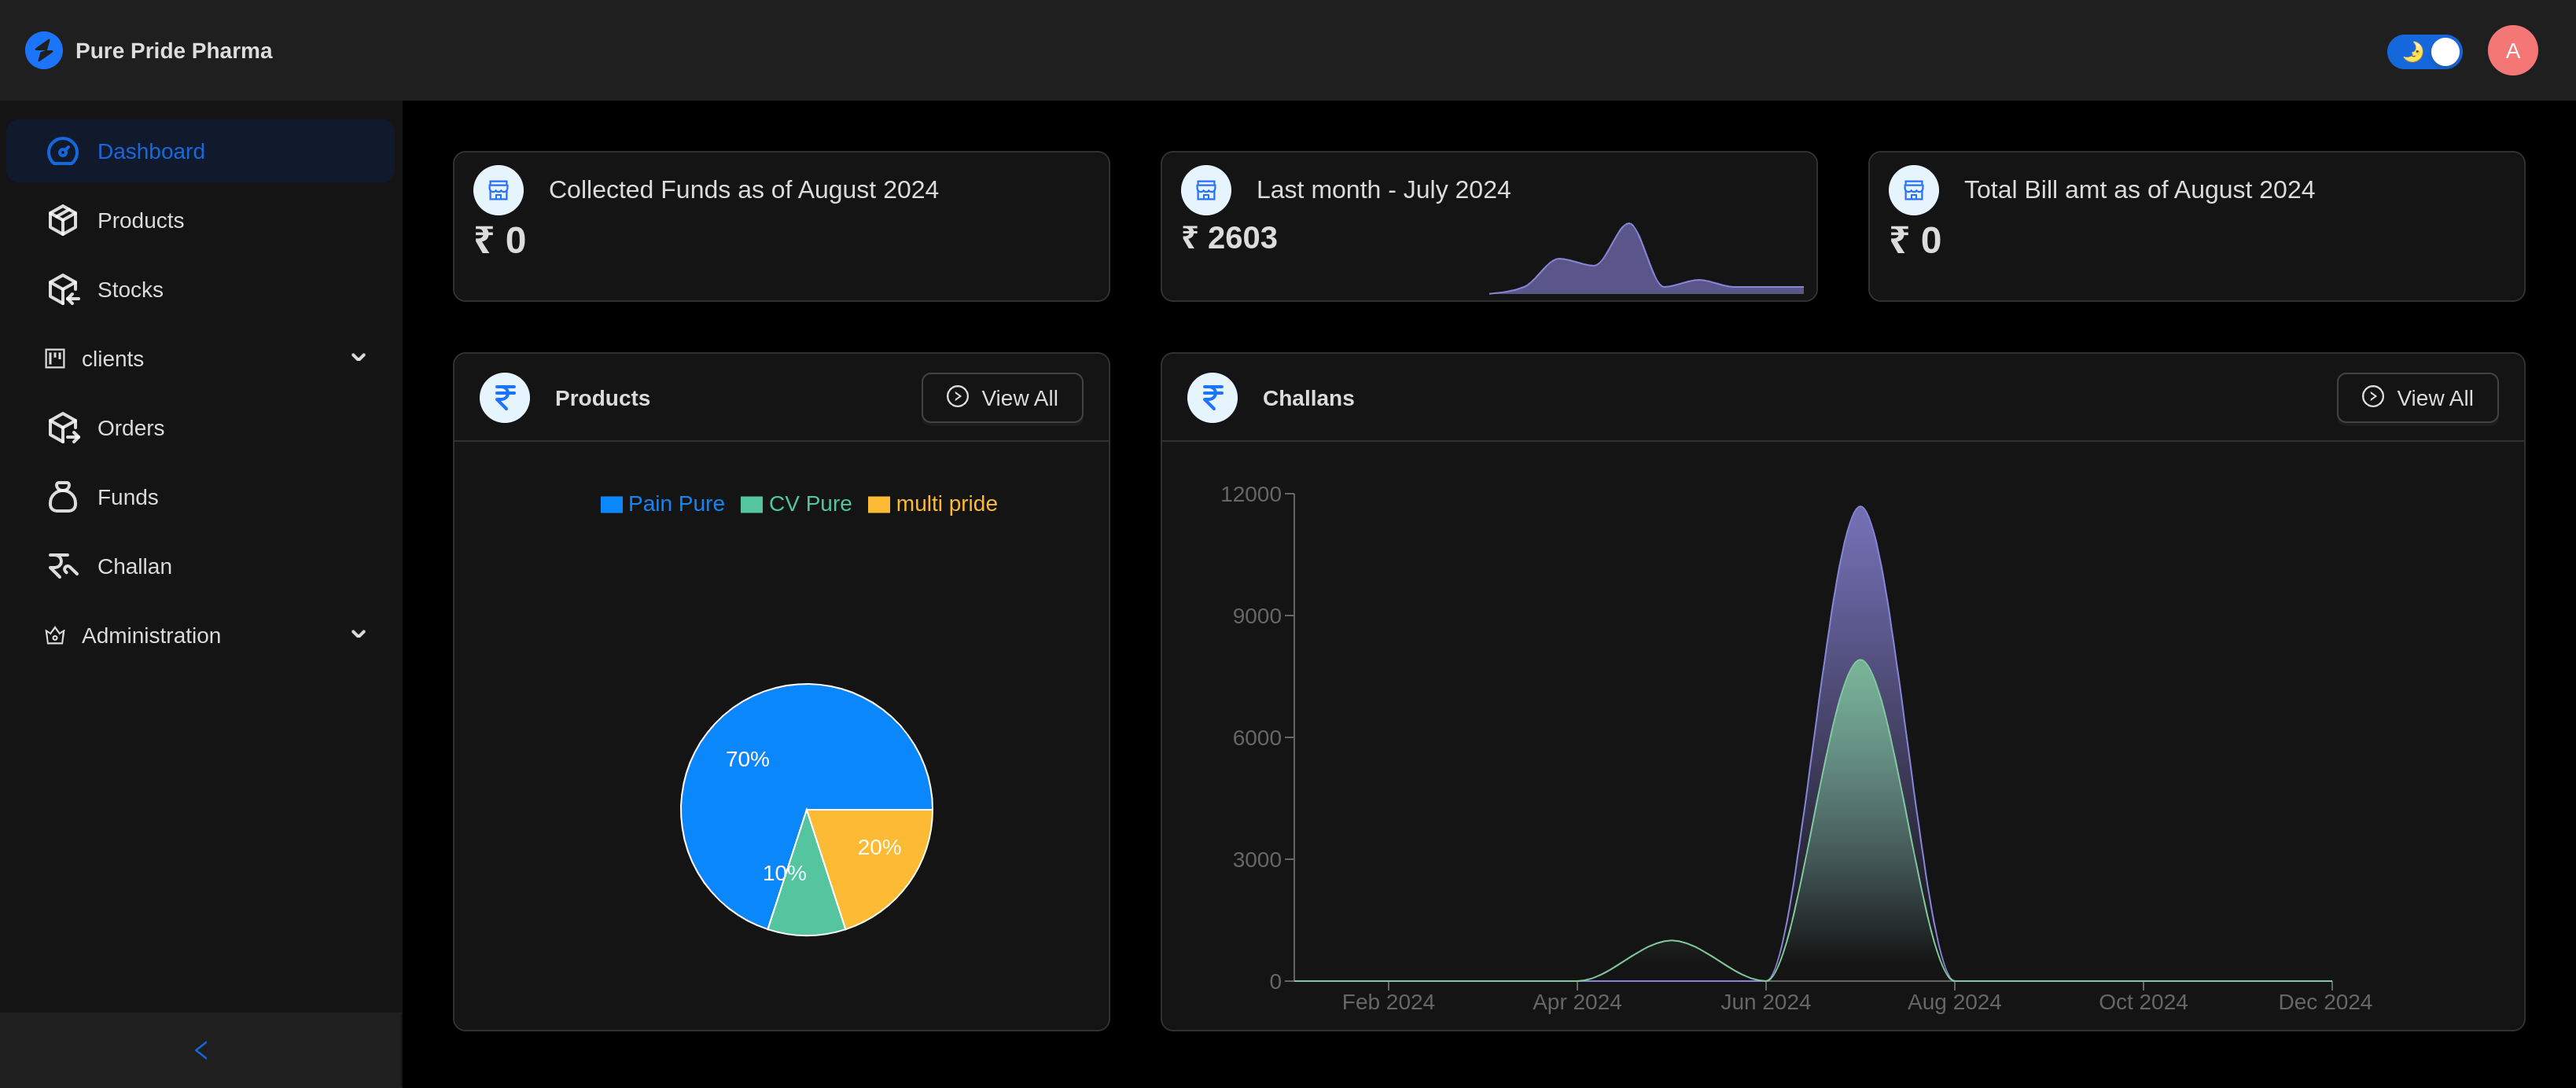 Pure Pride Pharma
A
Dashboard
Products
Stocks
clients
Orders
Funds
Challan
Administration
Collected Funds as of August 2024
₹ 0
Last month - July 2024
₹ 2603
Total Bill amt as of August 2024
₹ 0
Products
View All
Pain Pure CV Pure multi pride
70%
20%
10%
Challans
View All
12000
9000
6000
3000
0
Feb 2024 Apr 2024 Jun 2024 Aug 2024 Oct 2024 Dec 2024